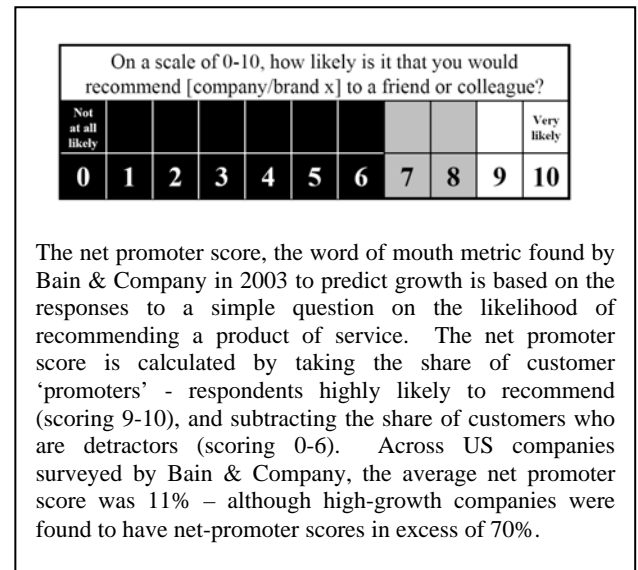 On a scale of 0-10, how likely is it that you would
recommend [company/brand x] to a friend or colleague?
Not
at all
likely
Very
likely
0 1 2 3 4 5 6 7 8 9 10
The net promoter score, the word of mouth metric found by
Bain & Company in 2003 to predict growth is based on the
responses to a simple question on the likelihood of
recommending a product of service. The net promoter
score is calculated by taking the share of customer
‘promoters’ - respondents highly likely to recommend
(scoring 9-10), and subtracting the share of customers who
are detractors (scoring 0-6). Across US companies
surveyed by Bain & Company, the average net promoter
score was 11% – although high-growth companies were
found to have net-promoter scores in excess of 70%.